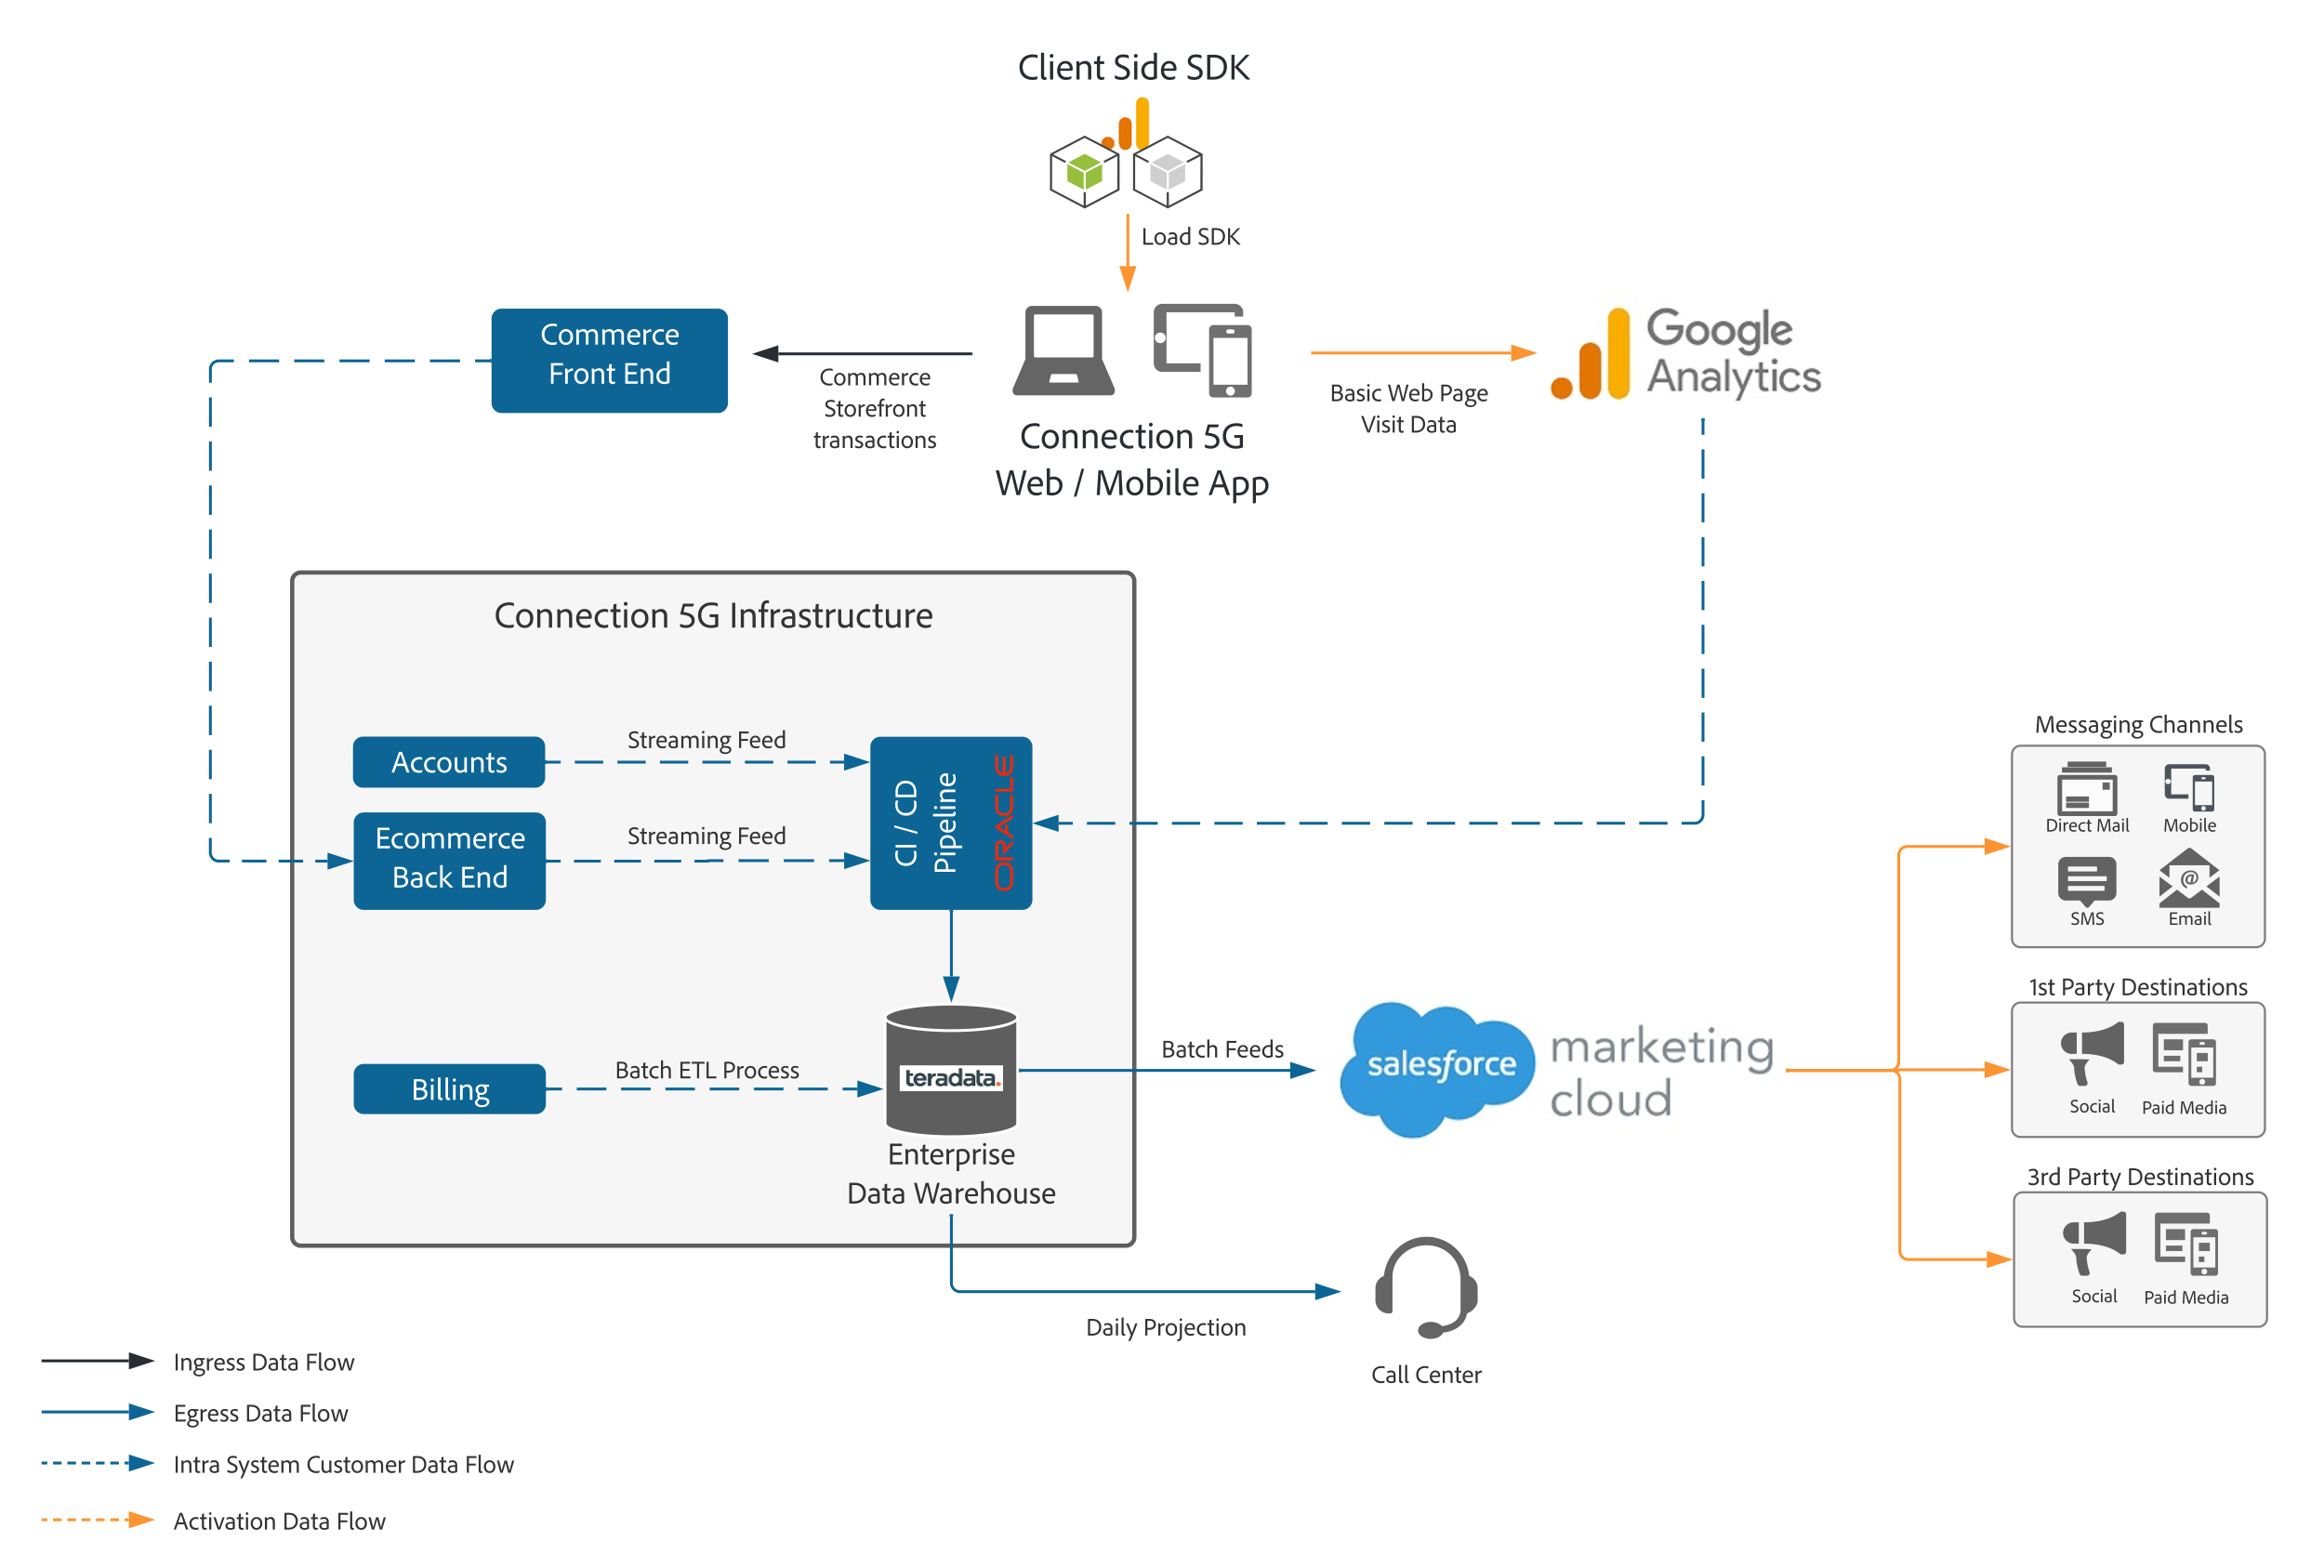 Client Side SDK
Load SDK
Commerce
Front End
Commerce
Storefront
transactions
Connection 5G
Web / Mobile App
Basic Web Page
Visit Data
Google
Analytics
Connection 5G Infrastructure
Accounts
Streaming Feed
Ecommerce
Back End
Streaming Feed
CI / CD
Pipeline
ORACLE
Billing
Batch ETL Process
teradata.
Enterprise
Data Warehouse
Batch Feeds
salesforce
marketing
cloud
Daily Projection
Call Center
Messaging Channels
Direct Mail
Mobile
SMS
@
Email
1st Party Destinations
Social
Paid Media
3rd Party Destinations
Social
Paid Media
Ingress Data Flow
Egress Data Flow
Intra System Customer Data Flow
Activation Data Flow